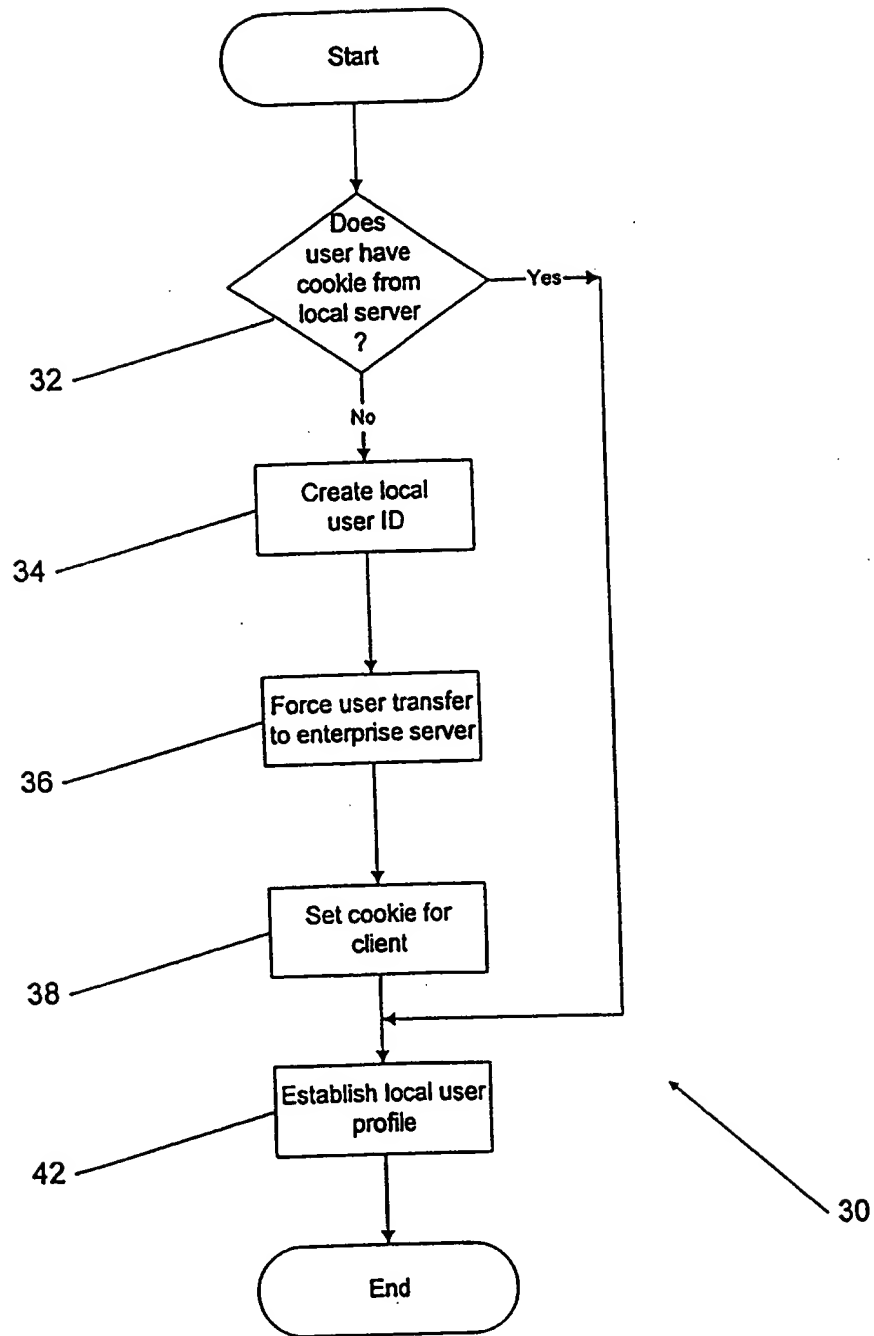 Start
Does
user have
cookie from
local server
?
Yes
32
No
Create local
user ID
34
Force user transfer
to enterprise server
36
Set cookie for
client
38
Establish local user
profile
42
30
End